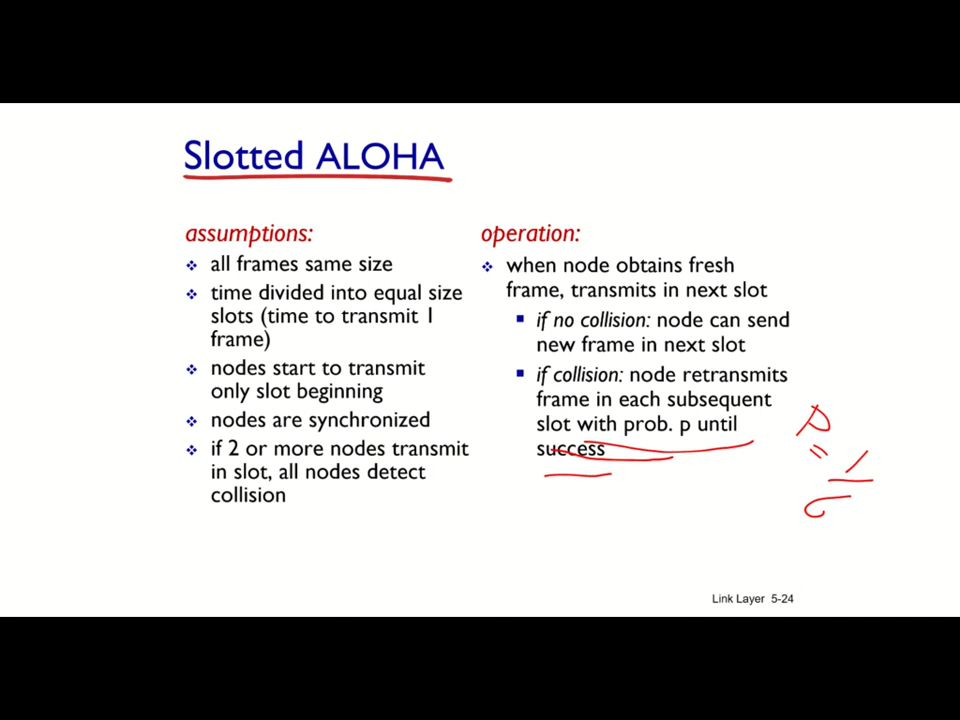 Slotted ALOHA
assumptions:
❖ all frames same size
❖ time divided into equal size
slots (time to transmit 1
frame)
❖ nodes start to transmit
only slot beginning
❖ nodes are synchronized
❖ if 2 or more nodes transmit
in slot, all nodes detect
collision
operation:
❖ when node obtains fresh
frame, transmits in next slot
▪ if no collision: node can send
new frame in next slot
▪ if collision: node retransmits
frame in each subsequent
slot with prob. p until
success
P
=
1
Link Layer 5-24